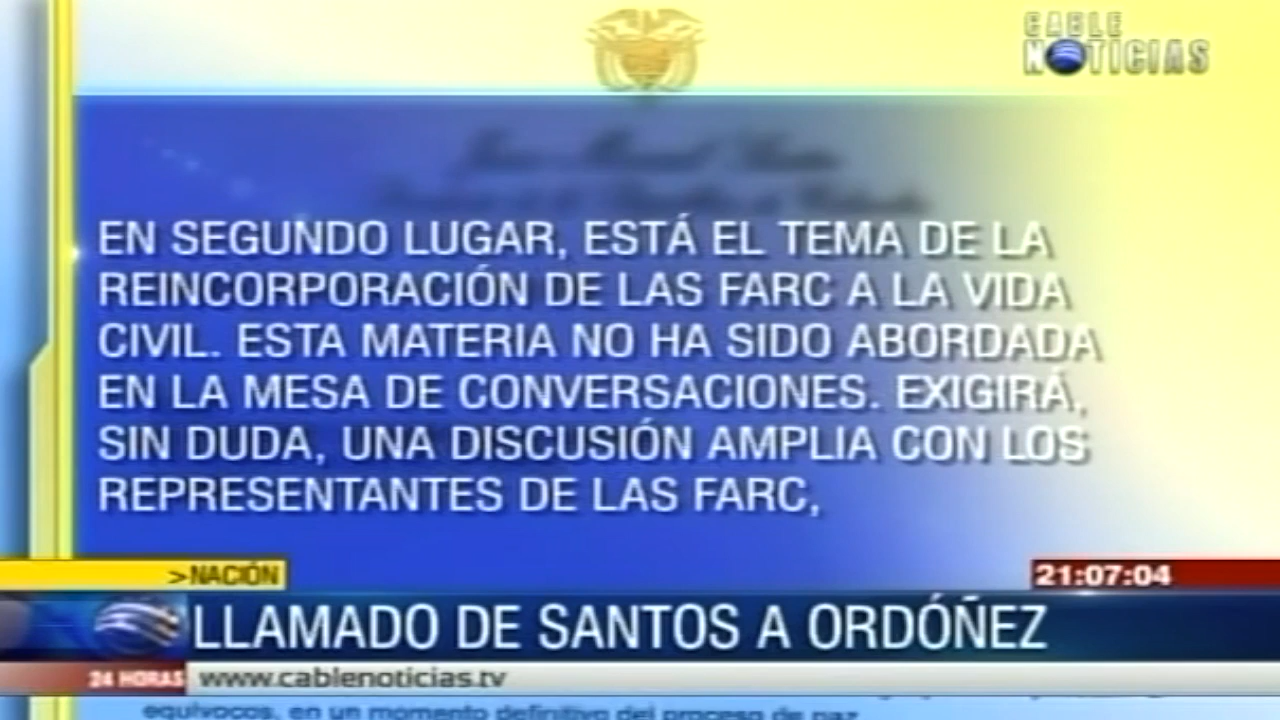 CABLE
NOTICIAS
EN SEGUNDO LUGAR, ESTÁ EL TEMA DE LA
REINCORPORACIÓN DE LAS FARC A LA VIDA
CIVIL. ESTA MATERIA NO HA SIDO ABORDADA
EN LA MESA DE CONVERSACIONES. EXIGIRÁ,
SIN DUDA, UNA DISCUSIÓN AMPLIA CON LOS
REPRESENTANTES DE LAS FARC,
>NACIÓN
21:07:04
LLAMADO DE SANTOS A ORDÓÑEZ
24 HORAS
www.cablenoticias.tv
equívocos, en un momento definitivo del proceso de paz